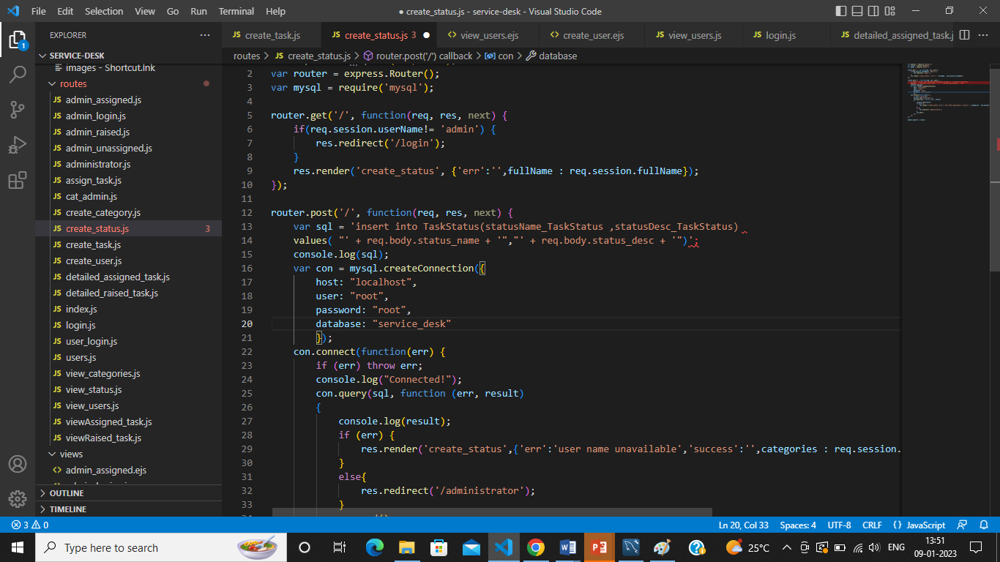 File Edit Selection View Go Run Terminal Help
● create_status.js - service-desk - Visual Studio Code
EXPLORER
JS create_task.js
JS create_status.js 3
<> view_users.ejs
<> create_user.ejs
JS view_users.js
JS login.js
JS detailed_assigned_task.j
routes > JS create_status.js > router.post('/') callback > con > database
1
SERVICE-DESK
images - Shortcut.lnk
routes
JS admin_assigned.js
JS admin_login.js
JS admin_raised.js
JS admin_unassigned.js
JS administrator.js
JS assign_task.js
JS cat_admin.js
JS create_category.js
JS create_status.js 3
JS create_task.js
JS create_user.js
JS detailed_assigned_task.js
JS detailed_raised_task.js
JS index.js
JS login.js
JS user_login.js
JS users.js
JS view_categories.js
JS view_status.js
JS view_users.js
JS viewAssigned_task.js
JS viewRaised_task.js
views
<> admin_assigned.ejs
OUTLINE
TIMELINE
2 var router = express.Router();
3 var mysql = require('mysql');
4
5 router.get('/', function(req, res, next) {
6 if(req.session.userName!= 'admin') {
7 res.redirect('/login');
8 }
9 res.render('create_status', {'err':'',fullName : req.session.fullName});
10 });
11
12 router.post('/', function(req, res, next) {
13 var sql = 'insert into TaskStatus(statusName_TaskStatus ,statusDesc_TaskStatus)
14 values( "' + req.body.status_name + '","' + req.body.status_desc + '")';
15 console.log(sql);
16 var con = mysql.createConnection({
17 host: "localhost",
18 user: "root",
19 password: "root",
20 database: "service_desk"
21 });
22 con.connect(function(err) {
23 if (err) throw err;
24 console.log("Connected!");
25 con.query(sql, function (err, result)
26 {
27 console.log(result);
28 if (err) {
29 res.render('create_status',{'err':'user name unavailable','success':'',categories : req.session.
30 }
31 else{
32 res.redirect('/administrator');
33 }
3 0
Ln 20, Col 33 Spaces: 4 UTF-8 CRLF {} JavaScript
Type here to search
25°C
ENG
13:51
09-01-2023